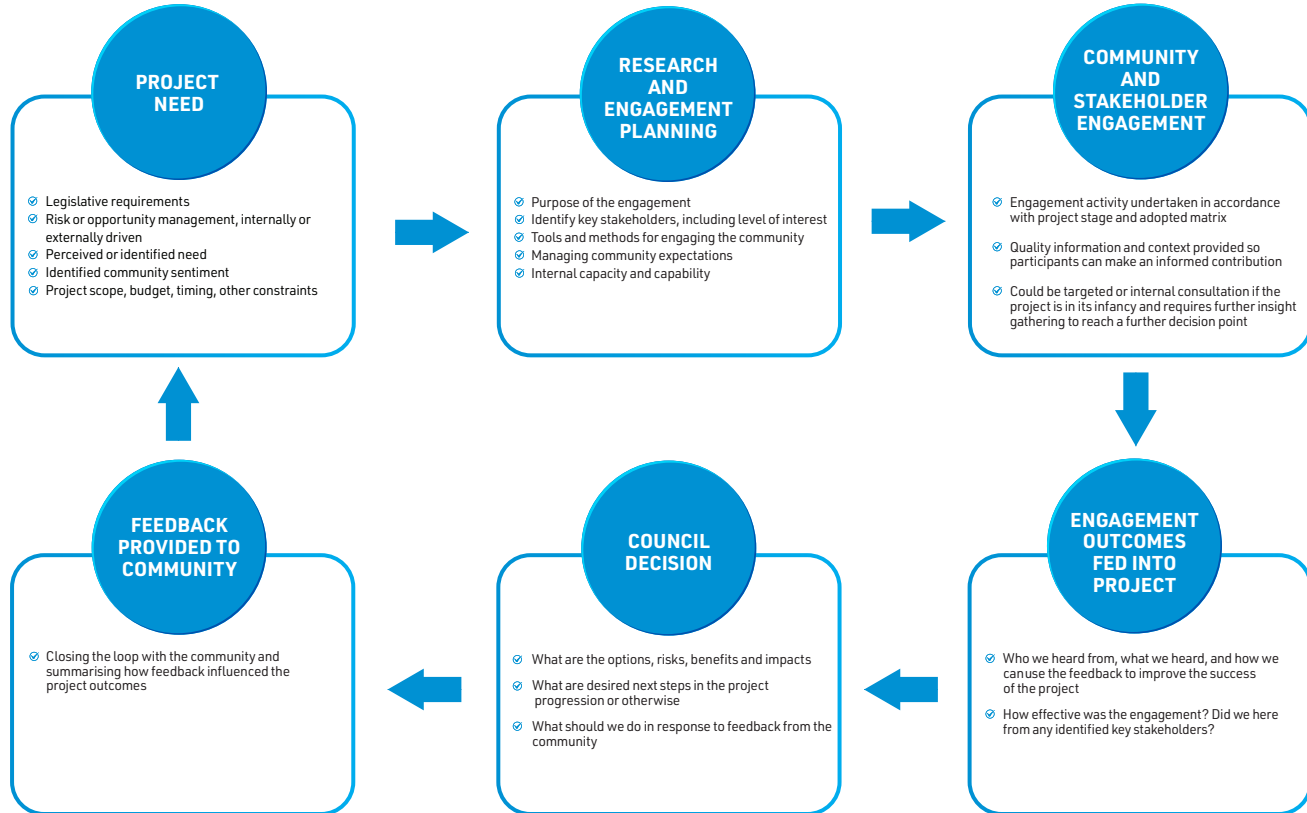 PROJECT
NEED
Legislative requirements
Risk or opportunity management, internally or
externally driven
Perceived or identified need
Identified community sentiment
Project scope, budget, timing, other constraints
RESEARCH
AND
ENGAGEMENT
PLANNING
Purpose of the engagement
Identify key stakeholders, including level of interest
Tools and methods for engaging the community
Managing community expectations
Internal capacity and capability
COMMUNITY
AND
STAKEHOLDER
ENGAGEMENT
Engagement activity undertaken in accordance
with project stage and adopted matrix
Quality information and context provided so
participants can make an informed contribution
Could be targeted or internal consultation if the
project is in its infancy and requires further insight
gathering to reach a further decision point
ENGAGEMENT
OUTCOMES
FED INTO
PROJECT
Who we heard from, what we heard, and how we
can use the feedback to improve the success
of the project
How effective was the engagement? Did we here
from any identified key stakeholders?
COUNCIL
DECISION
What are the options, risks, benefits and impacts
What are desired next steps in the project
progression or otherwise
What should we do in response to feedback from the
community
FEEDBACK
PROVIDED TO
COMMUNITY
Closing the loop with the community and
summarising how feedback influenced the
project outcomes